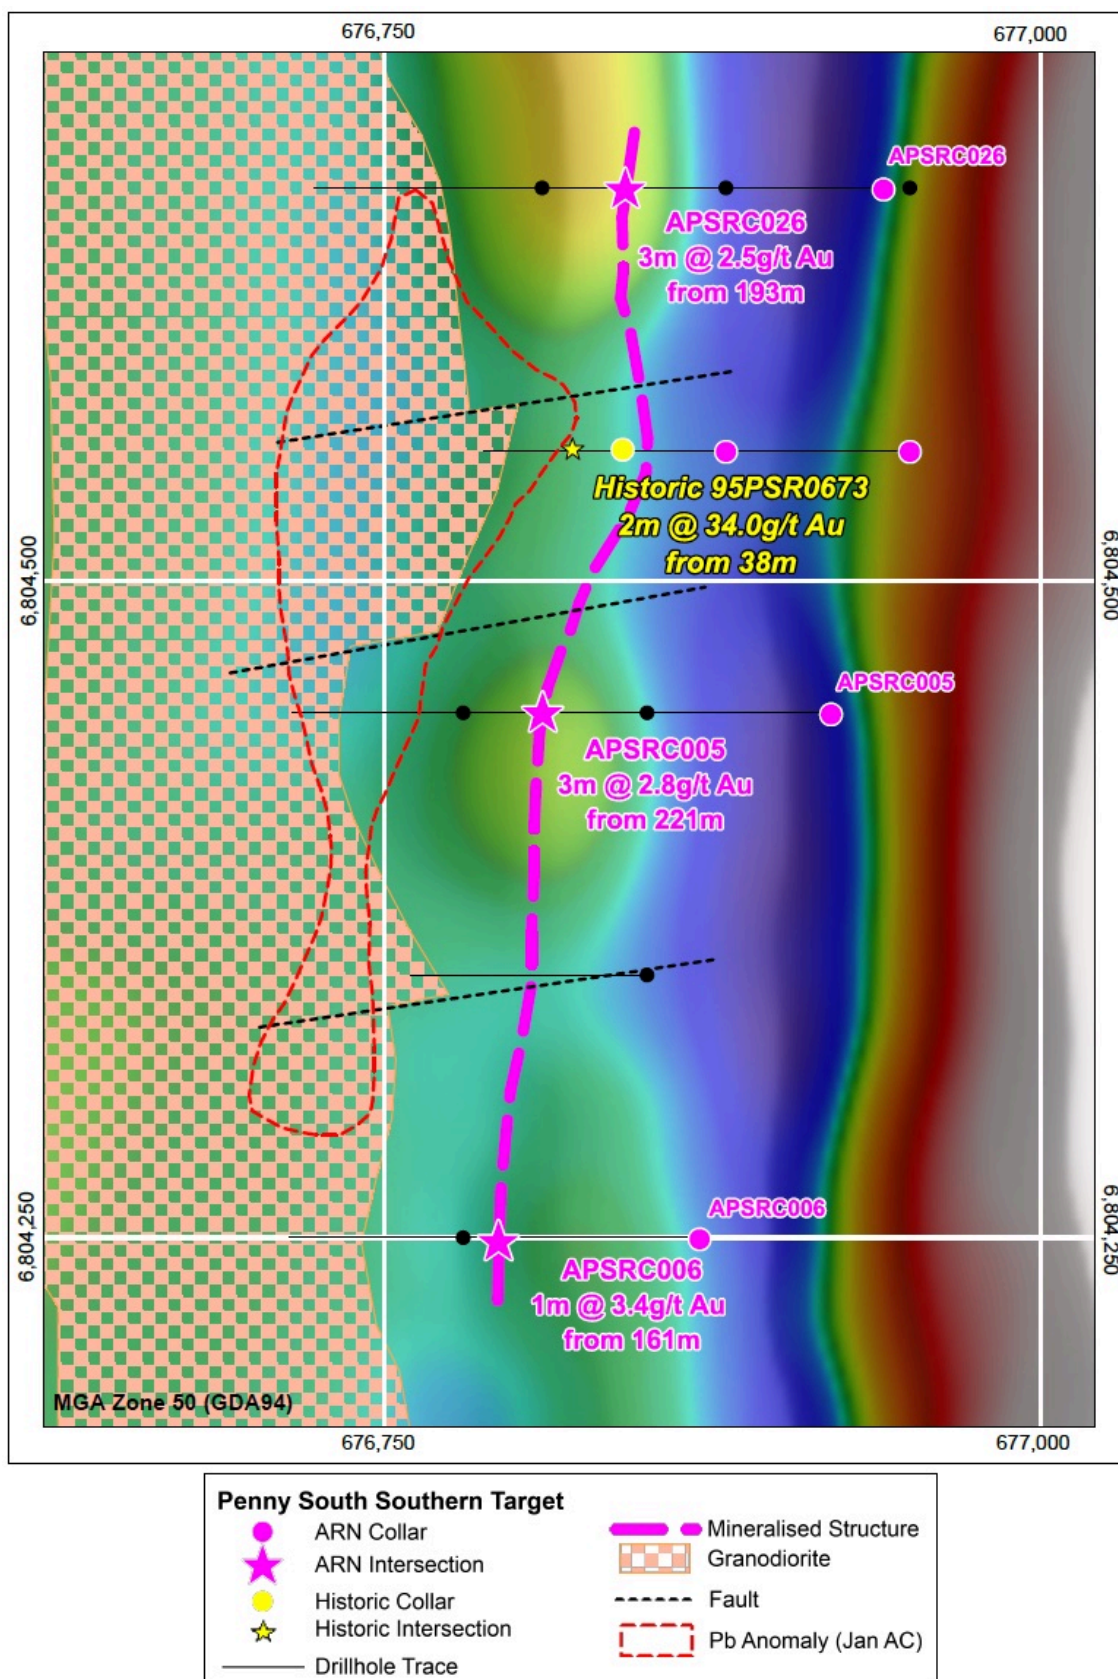 676,750
677,000
APSRC026
APSRC026
3m @ 2.5g/t Au
from 193m
Historic 95PSR0673
2m @ 34.0g/t Au
from 38m
6,804,500
6,804,500
APSRC005
APSRC005
3m @ 2.8g/t Au
from 221m
6,804,250
6,804,250
APSRC006
APSRC006
1m @ 3.4g/t Au
from 161m
MGA Zone 50 (GDA94)
676,750
677,000
Penny South Southern Target
ARN Collar
ARN Intersection
Historic Collar
Historic Intersection
Drillhole Trace
Mineralised Structure
Granodiorite
Fault
Pb Anomaly (Jan AC)